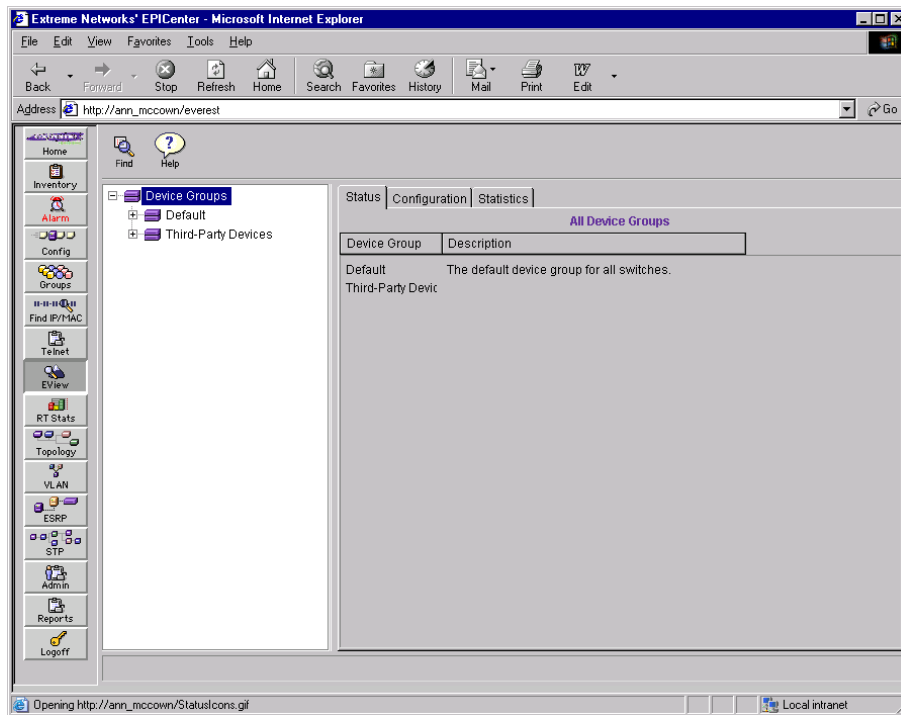 Extreme Networks' EPICenter - Microsoft Internet Explorer
File Edit View Favorites Tools Help
Back Forward Stop Refresh Home Search Favorites History Mail Print Edit
Address http://ann_mccown/everest Go
Home
Inventory
Alarm
Config
Groups
Find IP/MAC
Telnet
EView
RT Stats
Topology
VLAN
ESRP
STP
Admin
Reports
Logoff
Find Help
Device Groups
Default
Third-Party Devices
Status Configuration Statistics
All Device Groups
Device Group Description
Default The default device group for all switches.
Third-Party Devic
Opening http://ann_mccown/StatusIcons.gif Local intranet